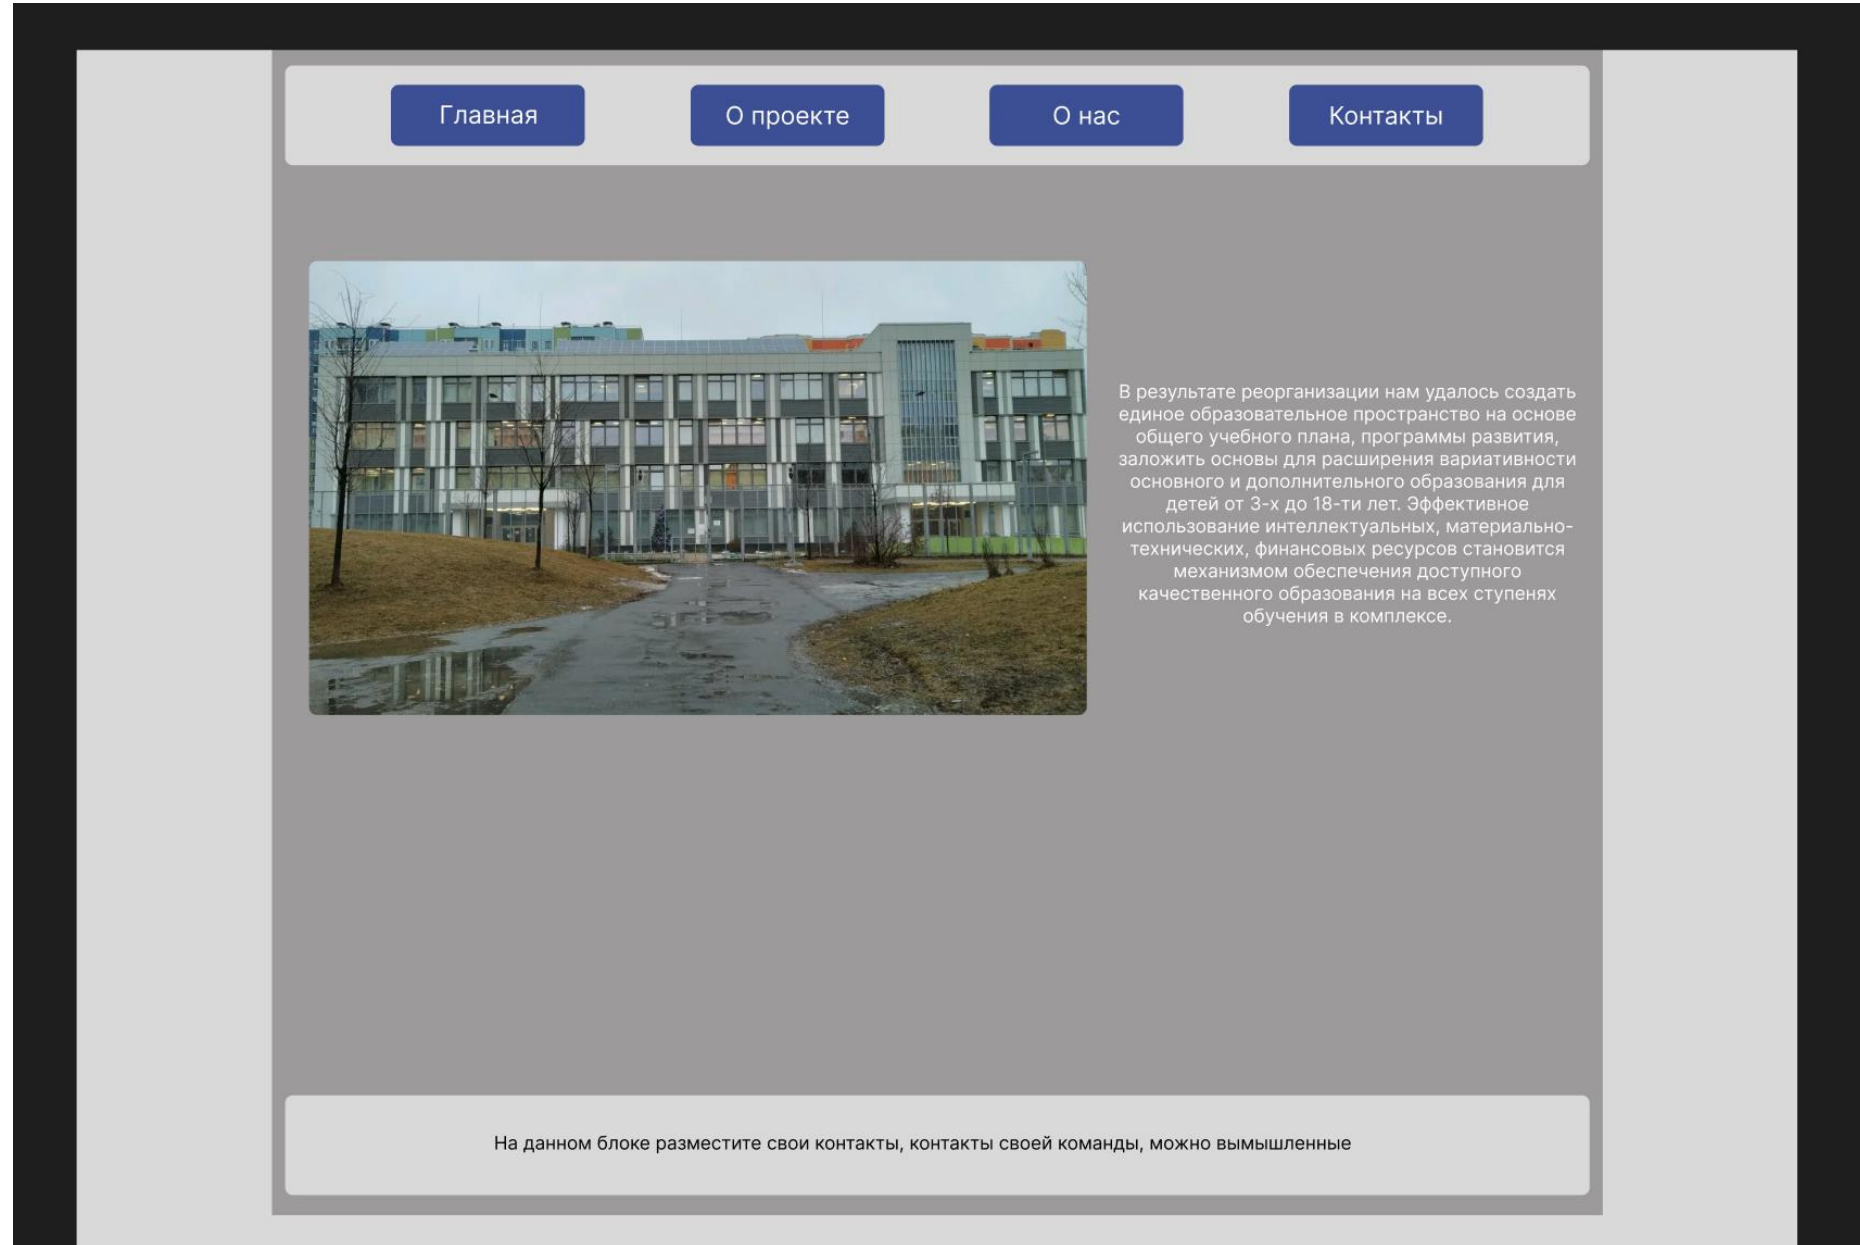 Главная
О проекте
О нас
Контакты
В результате реорганизации нам удалось создать
единое образовательное пространство на основе
общего учебного плана, программы развития,
заложить основы для расширения вариативности
основного и дополнительного образования для
детей от 3-х до 18-ти лет. Эффективное
использование интеллектуальных, материально-
технических, финансовых ресурсов становится
механизмом обеспечения доступного
качественного образования на всех ступенях
обучения в комплексе.
На данном блоке разместите свои контакты, контакты своей команды, можно вымышленные